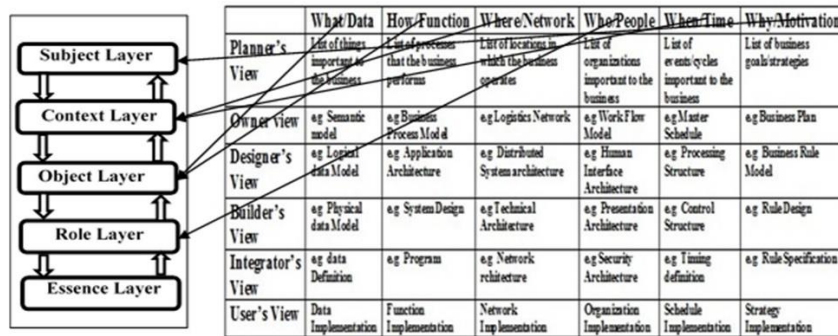 Subject Layer
Context Layer
Object Layer
Role Layer
Essence Layer
What/Data How/Function Where/Network Who/People When/Time Why/Motivation
Planner's View
List of things important to the business
List of processes that the business performs
List of locations in which the business operates
List of organizations important to the business
List of events/cycles important to the business
List of business goals/strategies
Owner view
e.g Semantic model
e.g Business Process Model
e.g Logistics Network
e.g Work Flow Model
e.g Master Schedule
e.g Business Plan
Designer's View
e.g Logical data Model
e.g Application Architecture
e.g Distributed System architecture
e.g Human Interface Architecture
e.g Processing Structure
e.g Business Rule Model
Builder's View
e.g Physical data Model
e.g System Design
e.g Technical Architecture
e.g Presentation Architecture
e.g Control Structure
e.g Rule Design
Integrator's View
e.g data Definition
e.g Program
e.g Network rchitecture
e.g Security Architecture
e.g Timing definition
e.g Rule Specification
User's View
Data Implementation
Function Implementation
Network Implementation
Organization Implementation
Schedule Implementation
Strategy Implementation